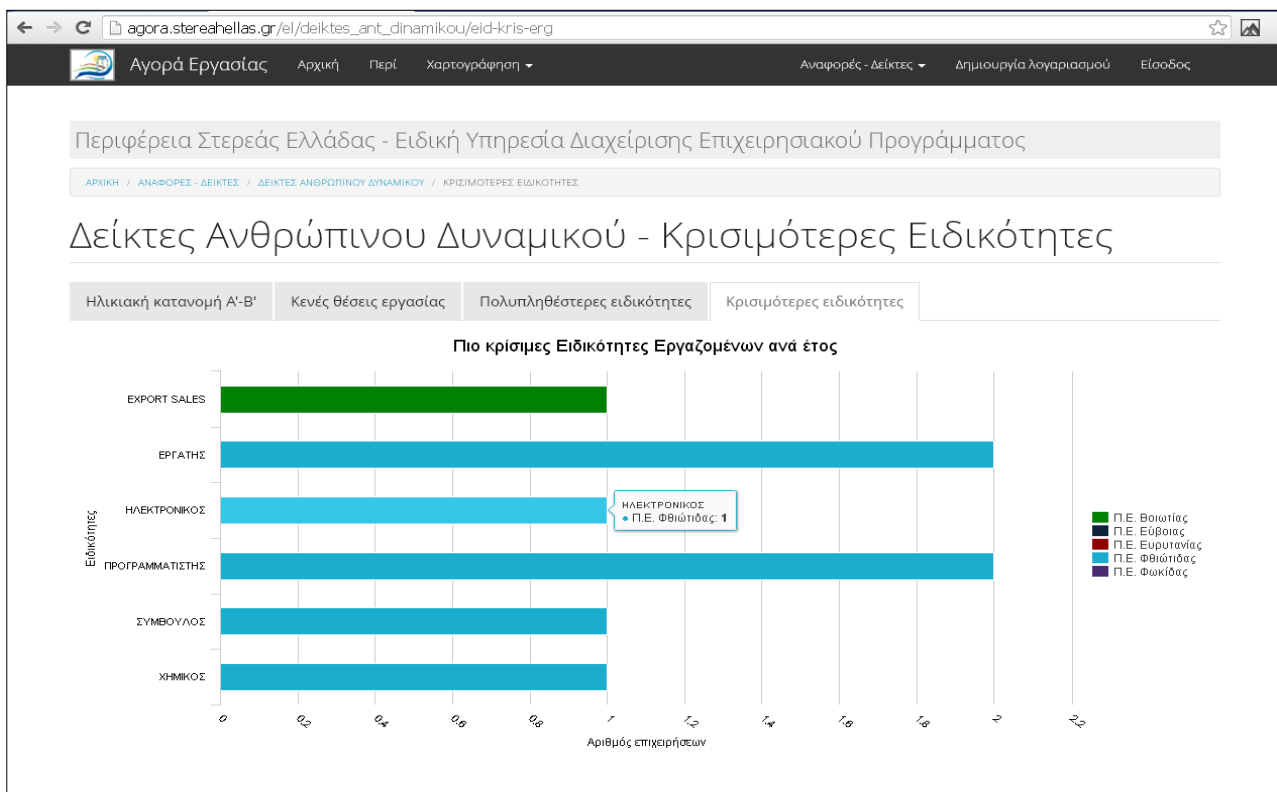 agora.stereahellas.gr/el/deiktes_ant_dinamikou/eid-kris-erg
Αγορά Εργασίας Αρχική Περί Χαρτογράφηση Αναφορές - Δείκτες Δημιουργία λογαριασμού Είσοδος
Περιφέρεια Στερεάς Ελλάδας - Ειδική Υπηρεσία Διαχείρισης Επιχειρησιακού Προγράμματος
ΑΡΧΙΚΗ / ΑΝΑΦΟΡΕΣ - ΔΕΙΚΤΕΣ / ΔΕΙΚΤΕΣ ΑΝΘΡΩΠΙΝΟΥ ΔΥΝΑΜΙΚΟΥ / ΚΡΙΣΙΜΟΤΕΡΕΣ ΕΙΔΙΚΟΤΗΤΕΣ
Δείκτες Ανθρώπινου Δυναμικού - Κρισιμότερες Ειδικότητες
Ηλικιακή κατανομή Α'-Β' Κενές θέσεις εργασίας Πολυπληθέστερες ειδικότητες Κρισιμότερες ειδικότητες
Πιο κρίσιμες Ειδικότητες Εργαζομένων ανά έτος
Ειδικότητες
EXPORT SALES
ΕΡΓΑΤΗΣ
ΗΛΕΚΤΡΟΝΙΚΟΣ
ΠΡΟΓΡΑΜΜΑΤΙΣΤΗΣ
ΣΥΜΒΟΥΛΟΣ
ΧΗΜΙΚΟΣ
ΗΛΕΚΤΡΟΝΙΚΟΣ
● Π.Ε. Φθιώτιδας: 1
Π.Ε. Βοιωτίας
Π.Ε. Εύβοιας
Π.Ε. Ευρυτανίας
Π.Ε. Φθιώτιδας
Π.Ε. Φωκίδας
0 0.2 0.4 0.6 0.8 1 1.2 1.4 1.6 1.8 2 2.2
Αριθμός επιχειρήσεων